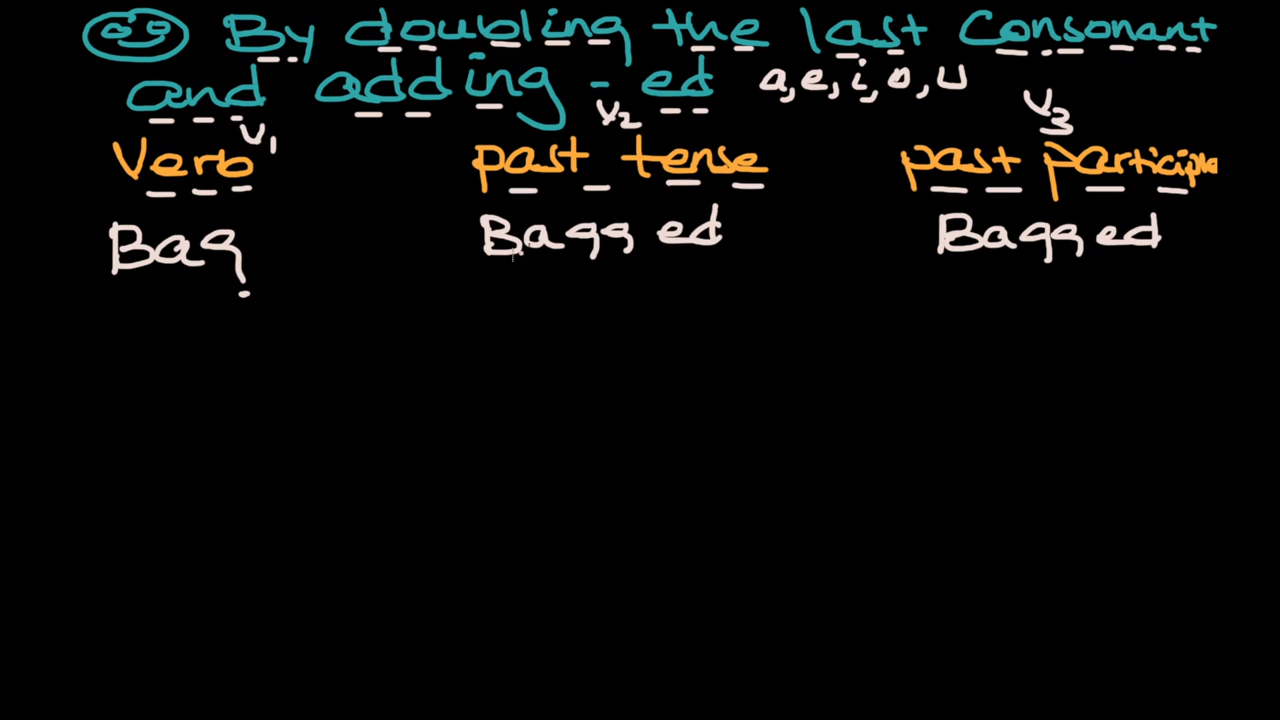 (ii) By doubling the last Consonant
and adding - ed a, e, i, o, u
V1 V2 V3
Verb past tense past participle
Bag Bagged Bagged